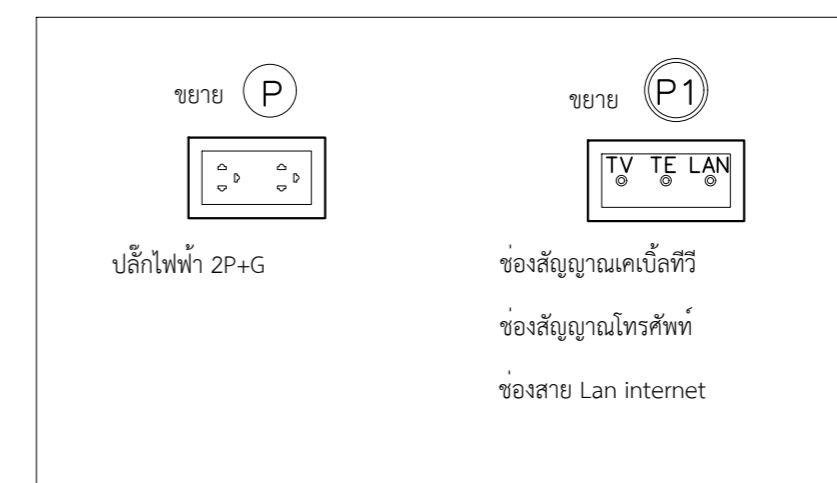 ขยาย P
ขยาย P1
TV TE LAN
ปลั๊กไฟฟ้า 2P+G
ช่องสัญญาณเคเบิ้ลทีวี
ช่องสัญญาณโทรศัพท์
ช่องสาย Lan internet